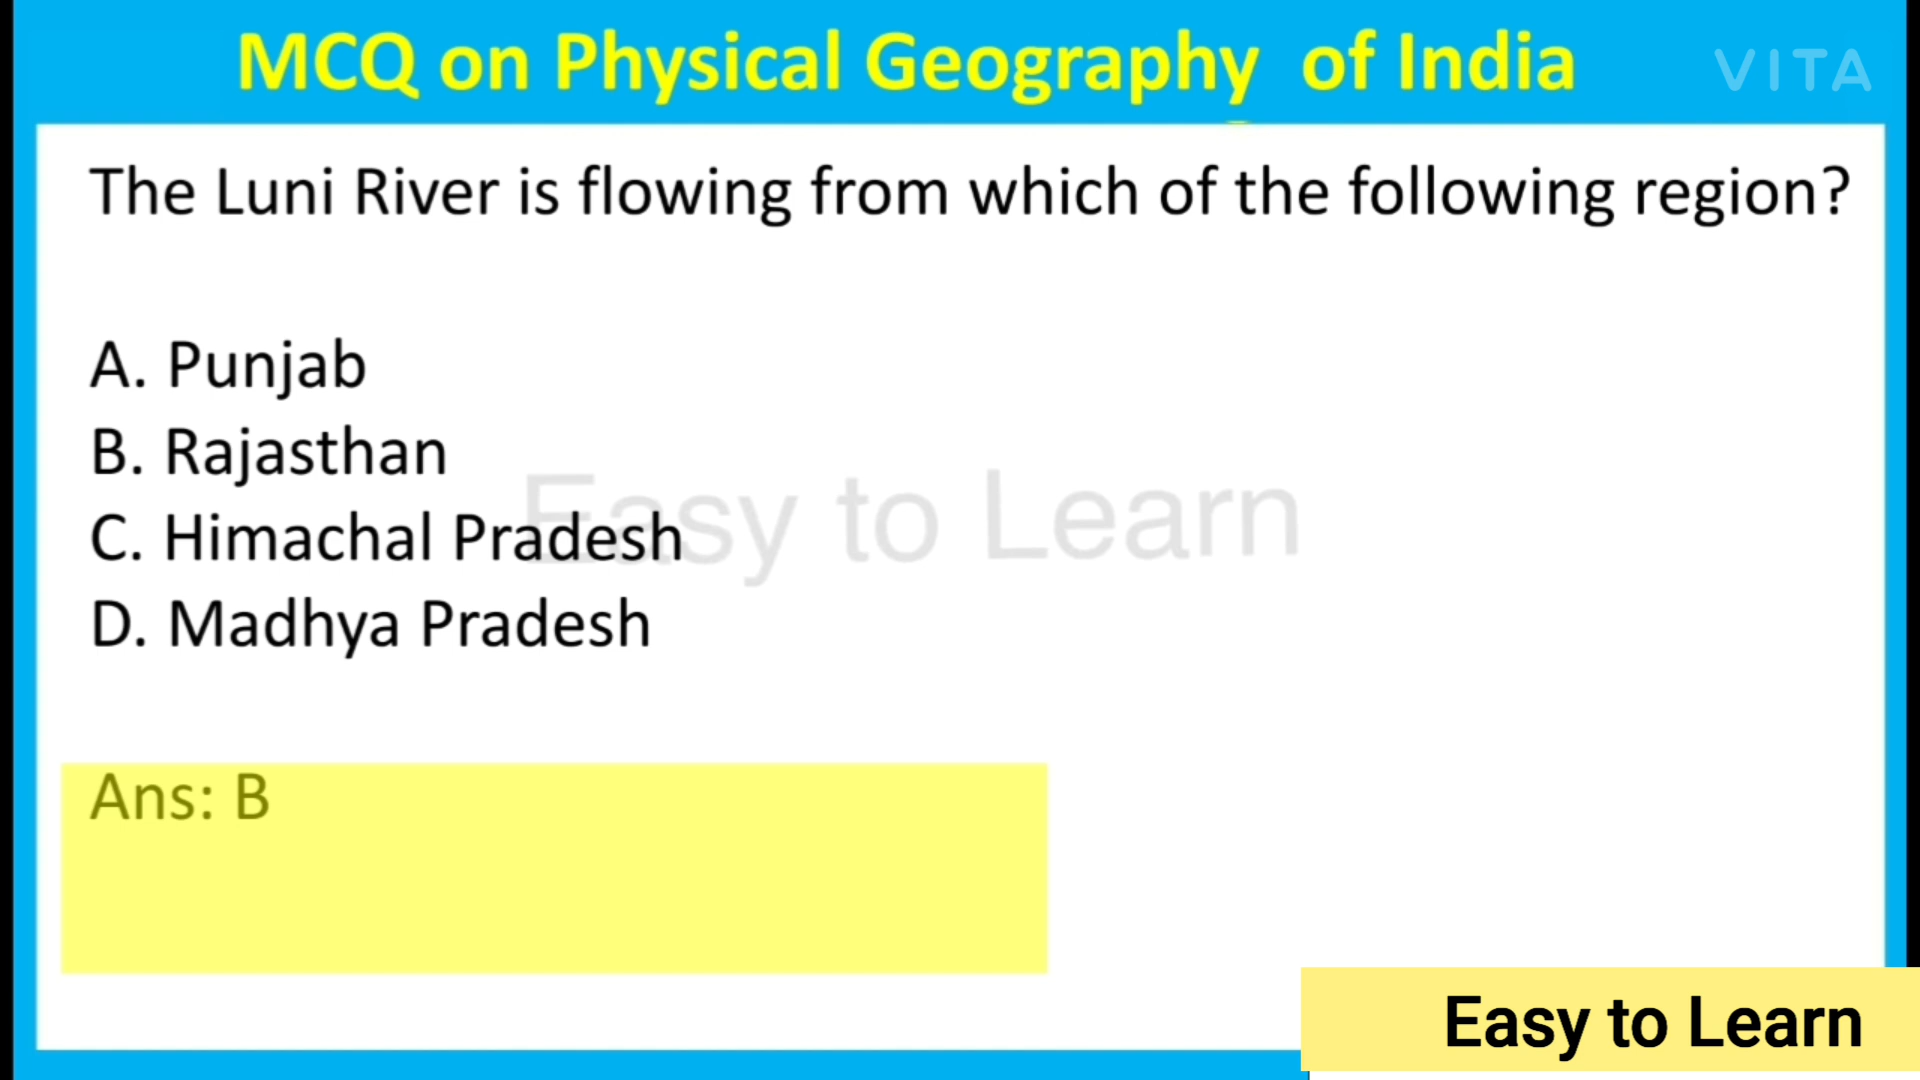 MCQ on Physical Geography of India
VITA
The Luni River is flowing from which of the following region?
A. Punjab
B. Rajasthan
C. Himachal Pradesh
D. Madhya Pradesh
Easy to Learn
Ans: B
Easy to Learn